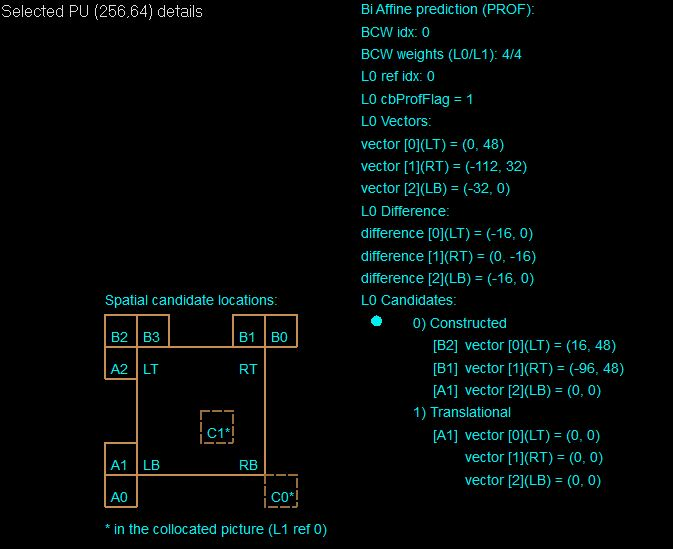 Selected PU (256,64) details
Bi Affine prediction (PROF):
BCW idx: 0
BCW weights (L0/L1): 4/4
L0 ref idx: 0
L0 cbProfFlag = 1
L0 Vectors:
vector [0](LT) = (0, 48)
vector [1](RT) = (-112, 32)
vector [2](LB) = (-32, 0)
L0 Difference:
difference [0](LT) = (-16, 0)
difference [1](RT) = (0, -16)
difference [2](LB) = (-16, 0)
L0 Candidates:
0) Constructed
[B2] vector [0](LT) = (16, 48)
[B1] vector [1](RT) = (-96, 48)
[A1] vector [2](LB) = (0, 0)
1) Translational
[A1] vector [0](LT) = (0, 0)
vector [1](RT) = (0, 0)
vector [2](LB) = (0, 0)
Spatial candidate locations:
B2 B3 B1 B0
A2 LT RT
C1*
A1 LB RB
A0 C0*
* in the collocated picture (L1 ref 0)